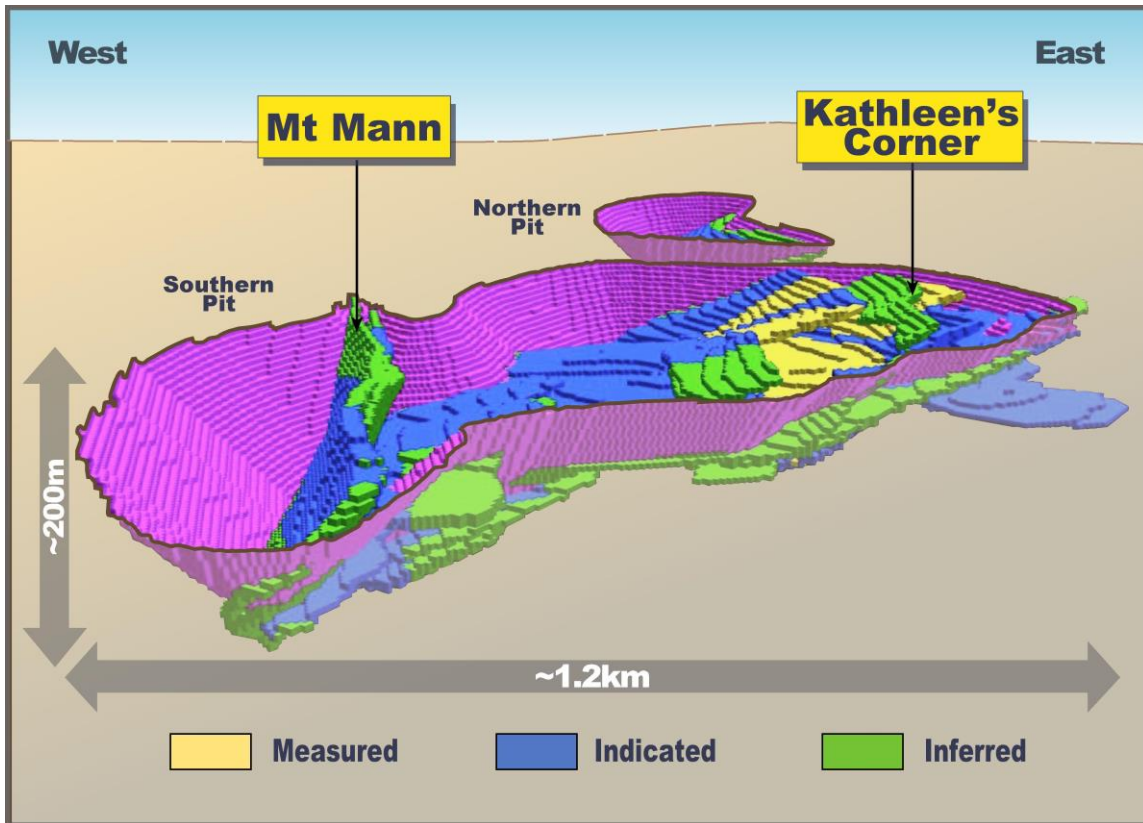 West
East
Mt Mann
Kathleen's
Corner
Northern
Pit
Southern
Pit
~200m
~1.2km
Measured
Indicated
Inferred